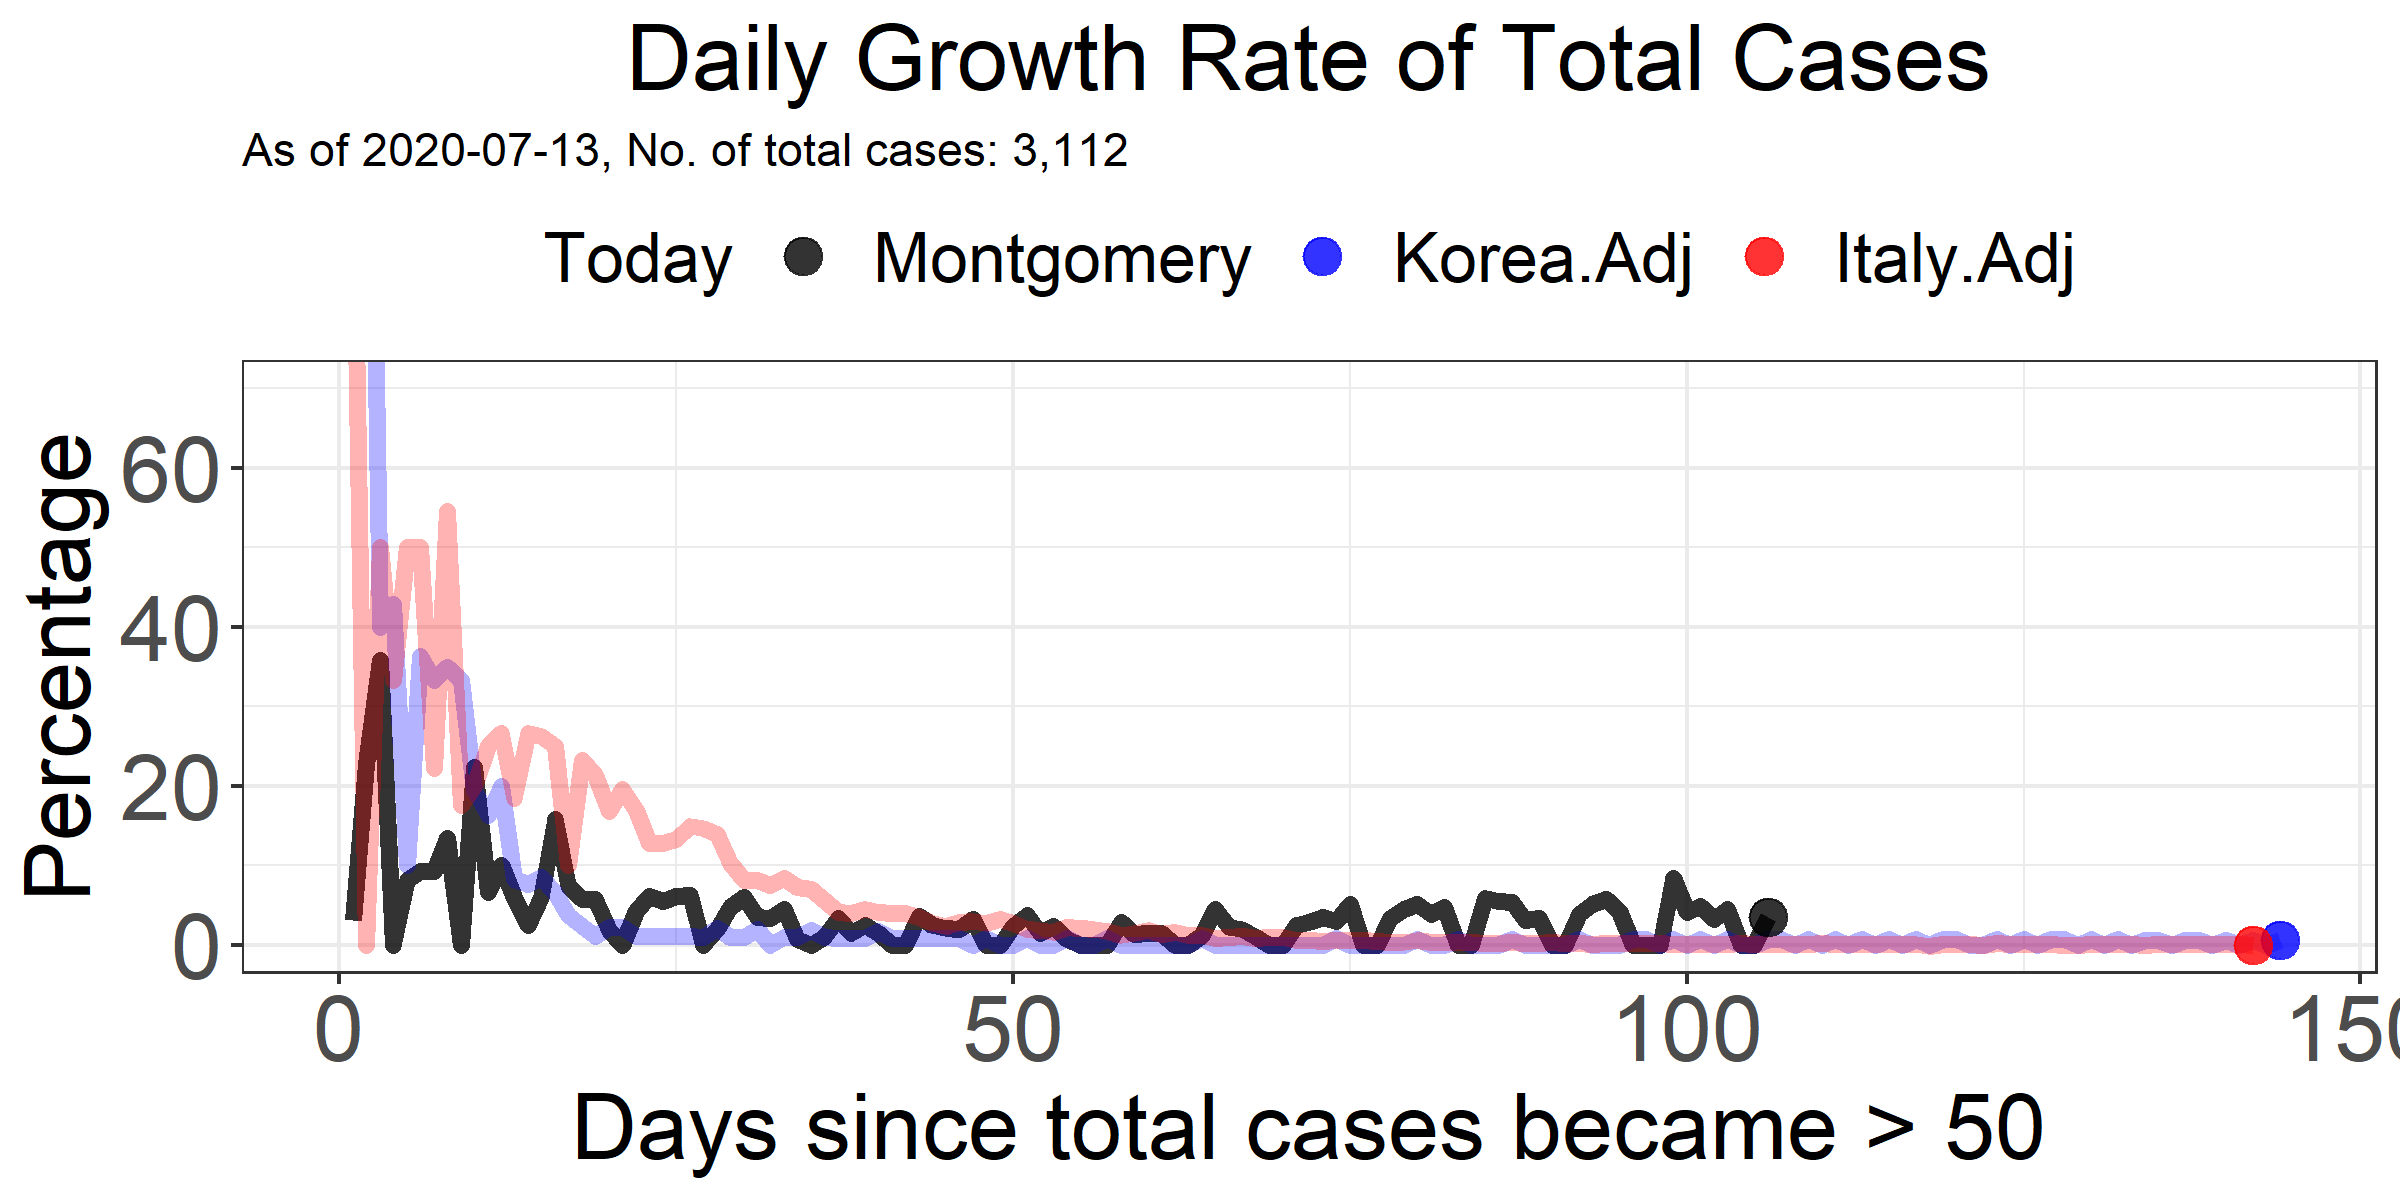 Daily Growth Rate of Total Cases
As of 2020-07-13, No. of total cases: 3,112
Today Montgomery Korea.Adj Italy.Adj
Percentage
60
40
20
0
0 50 100 150
Days since total cases became > 50